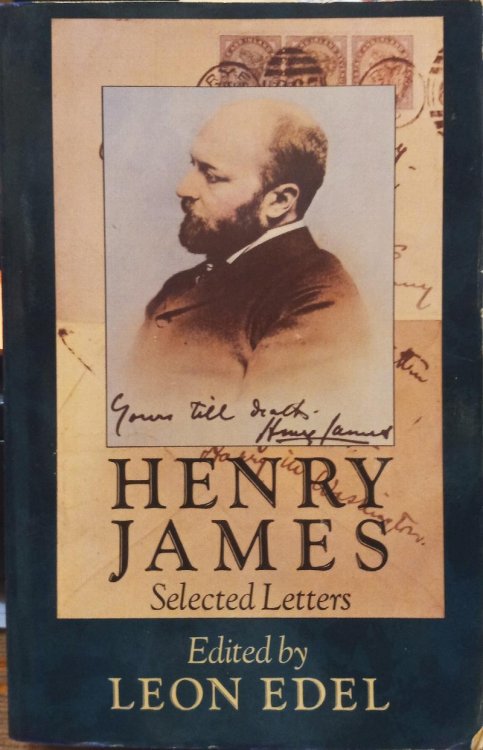 Yours till death.
Henry James
HENRY
JAMES
Selected Letters
Edited by
LEON EDEL